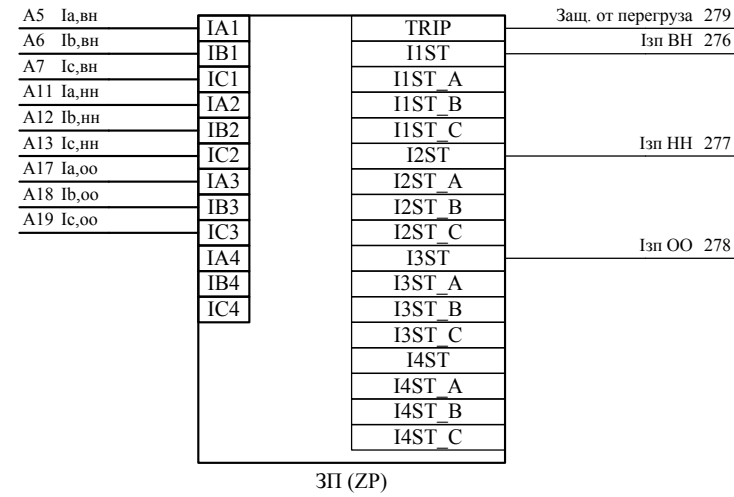 A5 Ia,вн IA1 TRIP Защ. от перегруза 279
A6 Ib,вн IB1 I1ST Iзп ВН 276
A7 Ic,вн IC1 I1ST_A
A11 Ia,нн IA2 I1ST_B
A12 Ib,нн IB2 I1ST_C
A13 Ic,нн IC2 I2ST Iзп НН 277
A17 Ia,оо IA3 I2ST_A
A18 Ib,оо IB3 I2ST_B
A19 Ic,оо IC3 I2ST_C
IA4 I3ST Iзп ОО 278
IB4 I3ST_A
IC4 I3ST_B
I3ST_C
I4ST
I4ST_A
I4ST_B
I4ST_C
ЗП (ZP)